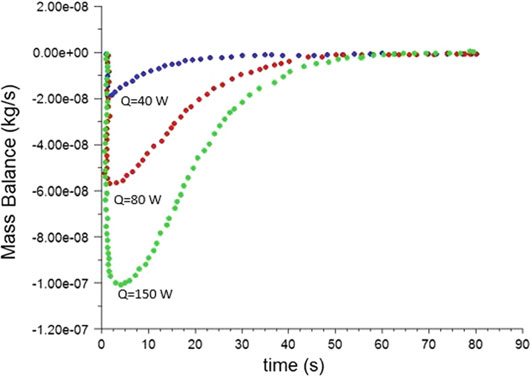 2.00e-08
0.00e+00
-2.00e-08
-4.00e-08
-6.00e-08
-8.00e-08
-1.00e-07
-1.20e-07
Mass Balance (kg/s)
Q=40 W
Q=80 W
Q=150 W
0 10 20 30 40 50 60 70 80 90
time (s)